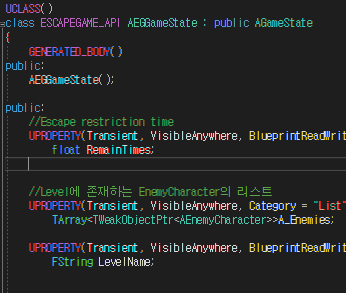 UCLASS()
class ESCAPEGAME_API AEGGameState : public AGameState
{
GENERATED_BODY()
public:
AEGGameState();
public:
//Escape restriction time
UPROPERTY(Transient, VisibleAnywhere, BlueprintReadWrit
float RemainTimes;
//Level에 존재하는 EnemyCharacter의 리스트
UPROPERTY(Transient, VisibleAnywhere, Category = "List"
TArray<TWeakObjectPtr<AEnemyCharacter>>A_Enemies;
UPROPERTY(Transient, VisibleAnywhere, BlueprintReadWrit
FString LevelName;